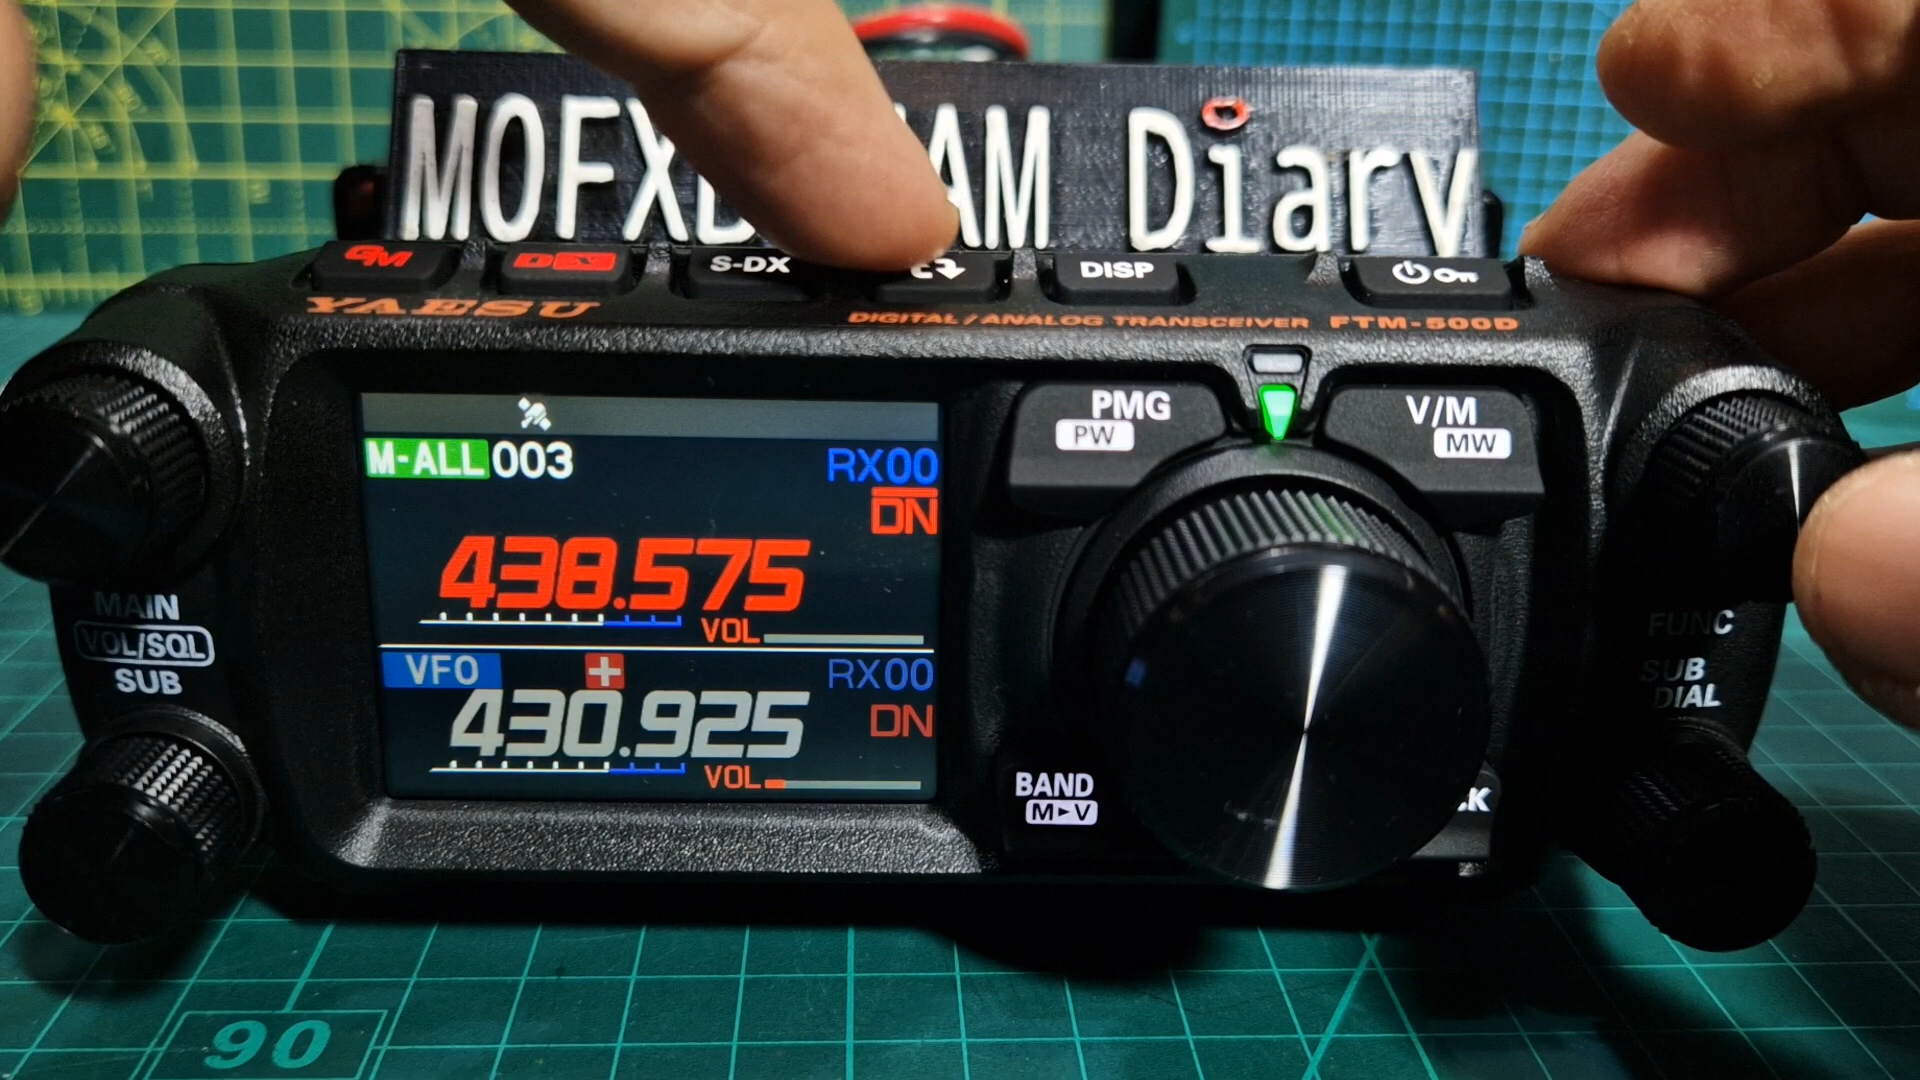 MOFX AM Diary
GM S-DX DISP
YAESU DIGITAL / ANALOG TRANSCEIVER FTM-500D
PMG
PW
V/M
MW
M-ALL 003 RX00
DN
438.575
VOL
VFO + RX00
430.925 DN
VOL
MAIN
VOL/SQL
SUB
FUNC
SUB
DIAL
BAND
M►V
90